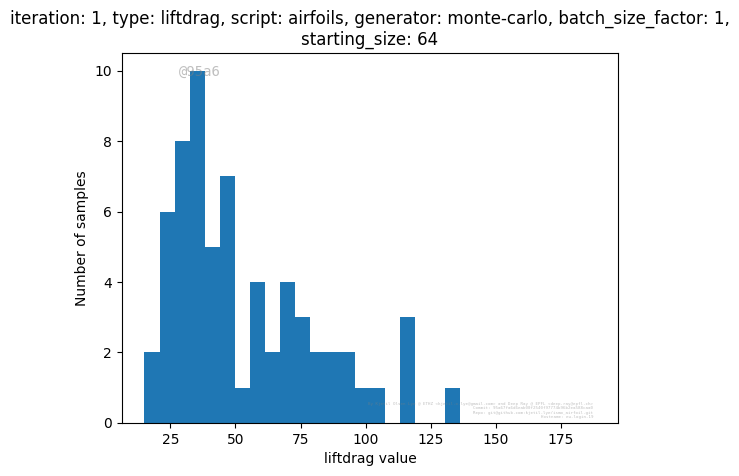 iteration: 1, type: liftdrag, script: airfoils, generator: monte-carlo, batch_size_factor: 1,
starting_size: 64
@95a6
10
8
6
4
2
0
Number of samples
25
50
75
100
125
150
175
liftdrag value